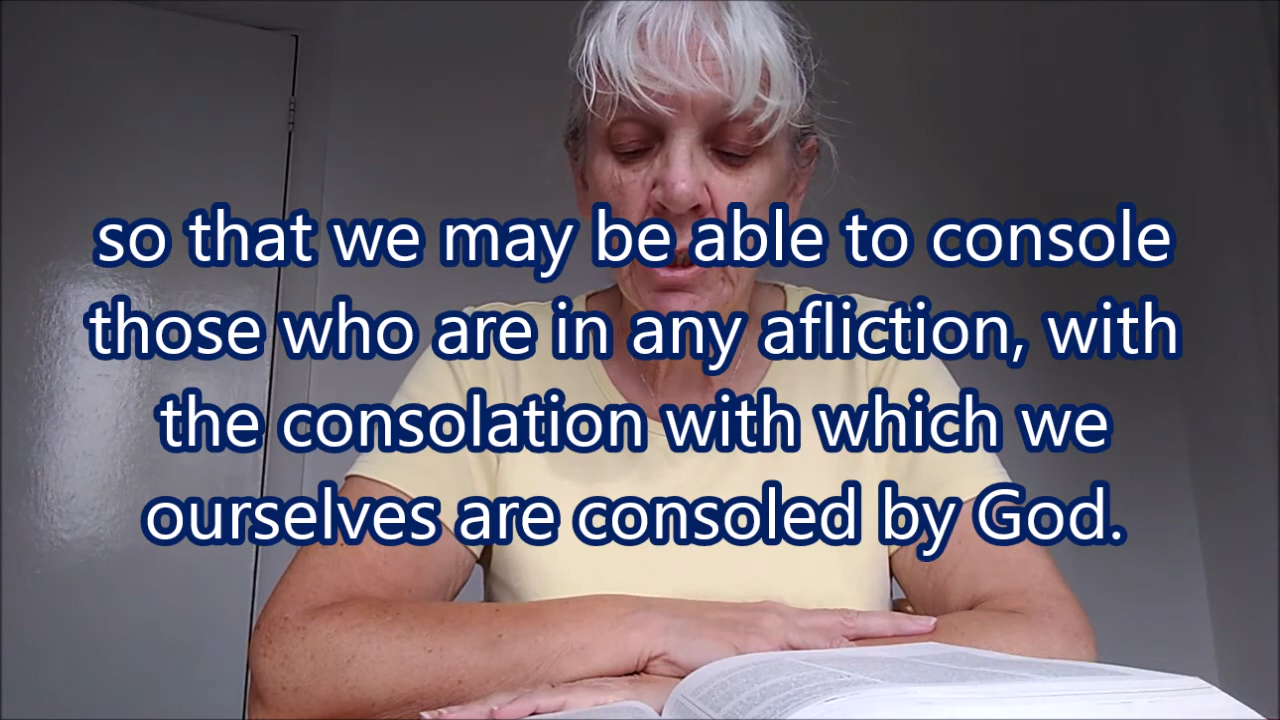 so that we may be able to console
those who are in any afliction, with
the consolation with which we
ourselves are consoled by God.